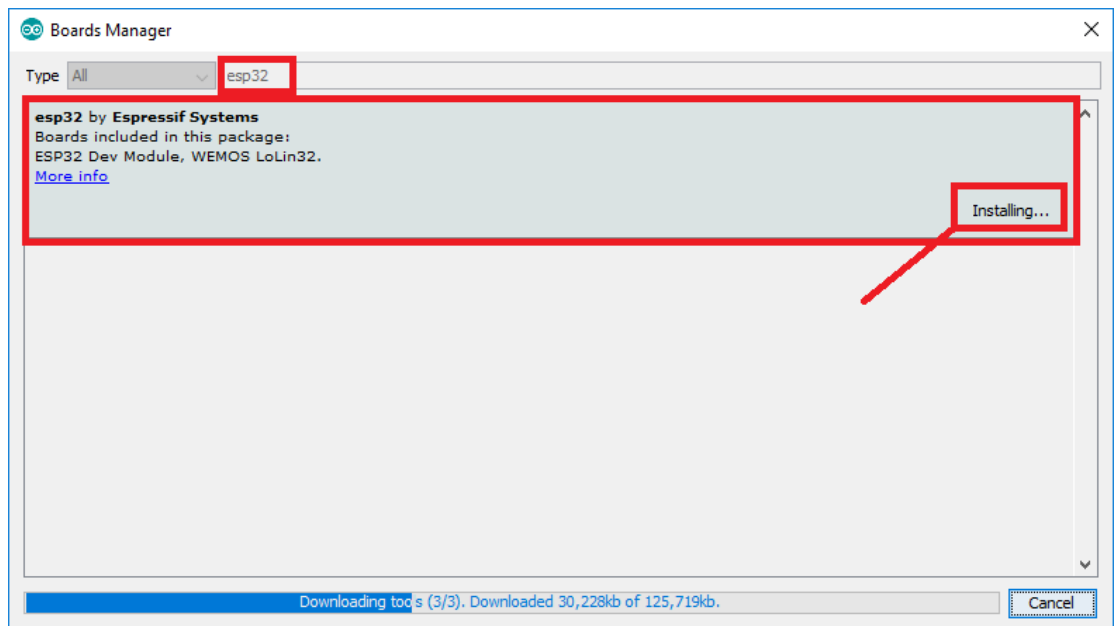 Boards Manager
Type All esp32
esp32 by Espressif Systems
Boards included in this package:
ESP32 Dev Module, WEMOS LoLin32.
More info
Installing...
Downloading tools (3/3). Downloaded 30,228kb of 125,719kb.
Cancel